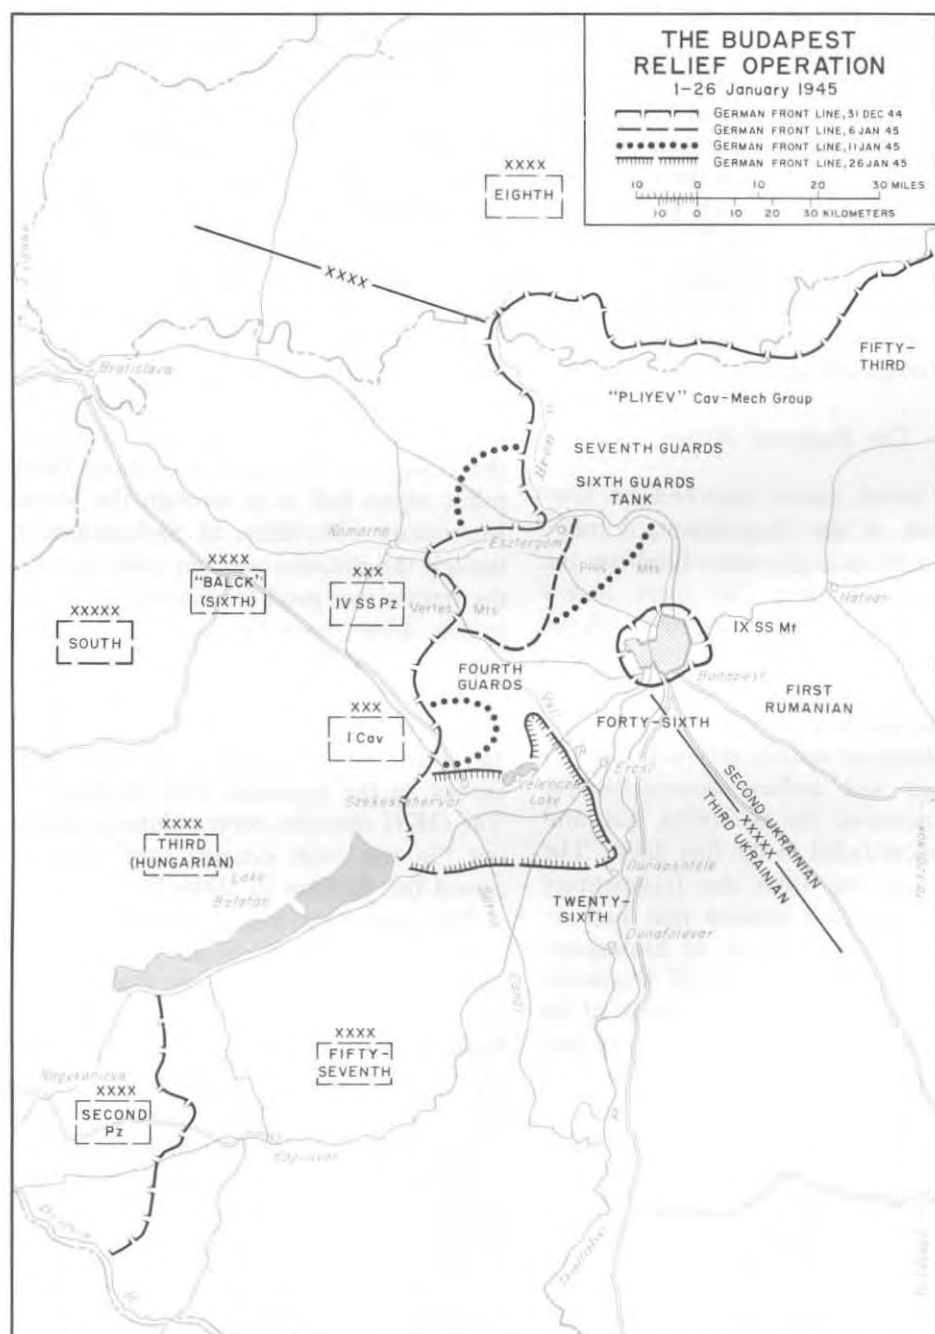 THE BUDAPEST
RELIEF OPERATION
1–26 January 1945
GERMAN FRONT LINE, 31 DEC 44
GERMAN FRONT LINE, 6 JAN 45
GERMAN FRONT LINE, 11 JAN 45
GERMAN FRONT LINE, 26 JAN 45
10 0 10 20 30 MILES
10 0 10 20 30 KILOMETERS
XXXX
EIGHTH
XXXX
FIFTY-
THIRD
Bratislava
"PLIYEV" Cav-Mech Group
Hron R
SEVENTH GUARDS
SIXTH GUARDS
TANK
Komarno
Esztergom
Pilis Mts
XXXX
"BALCK"
(SIXTH)
XXX
IV SS Pz
Vertes Mts
Hatvan
XXXXX
SOUTH
IX SS Mt
Budapest
FOURTH
GUARDS
FIRST
RUMANIAN
XXX
I Cav
Vali
R
FORTY-SIXTH
Ercsi
Velencze
Lake
SECOND UKRAINIAN
XXXXX
THIRD UKRAINIAN
XXXX
THIRD
(HUNGARIAN)
Lake
Balaton
Dunapentele
TWENTY-
SIXTH
Canal
XXXX
FIFTY-
SEVENTH
Nagykanizsa
XXXX
SECOND
Pz
Kaposvar
R
Danube